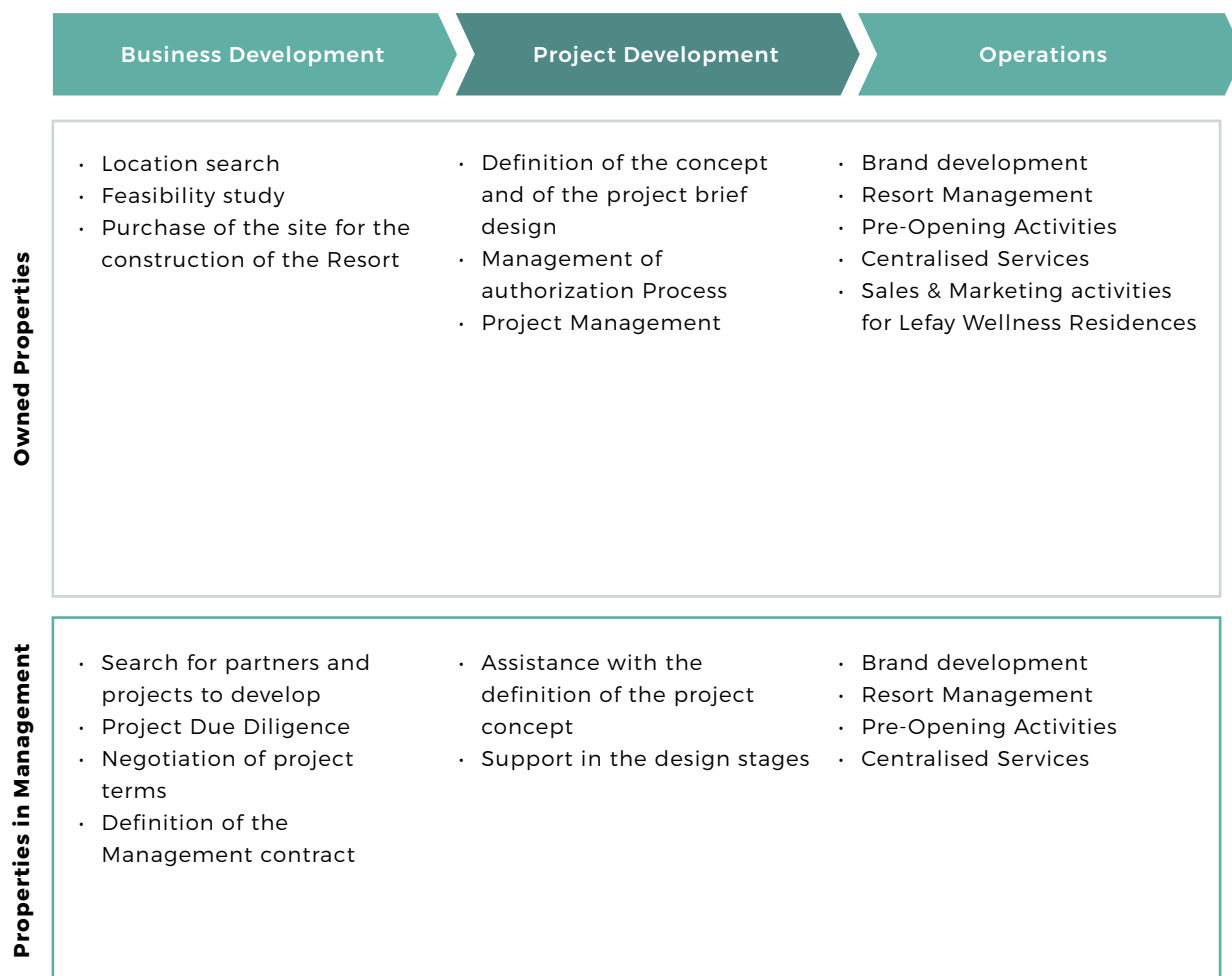 Business Development
Project Development
Operations
Owned Properties
• Location search
• Feasibility study
• Purchase of the site for the
construction of the Resort
• Definition of the concept
and of the project brief
design
• Management of
authorization Process
• Project Management
• Brand development
• Resort Management
• Pre-Opening Activities
• Centralised Services
• Sales & Marketing activities
for Lefay Wellness Residences
Properties in Management
• Search for partners and
projects to develop
• Project Due Diligence
• Negotiation of project
terms
• Definition of the
Management contract
• Assistance with the
definition of the project
concept
• Support in the design stages
• Brand development
• Resort Management
• Pre-Opening Activities
• Centralised Services